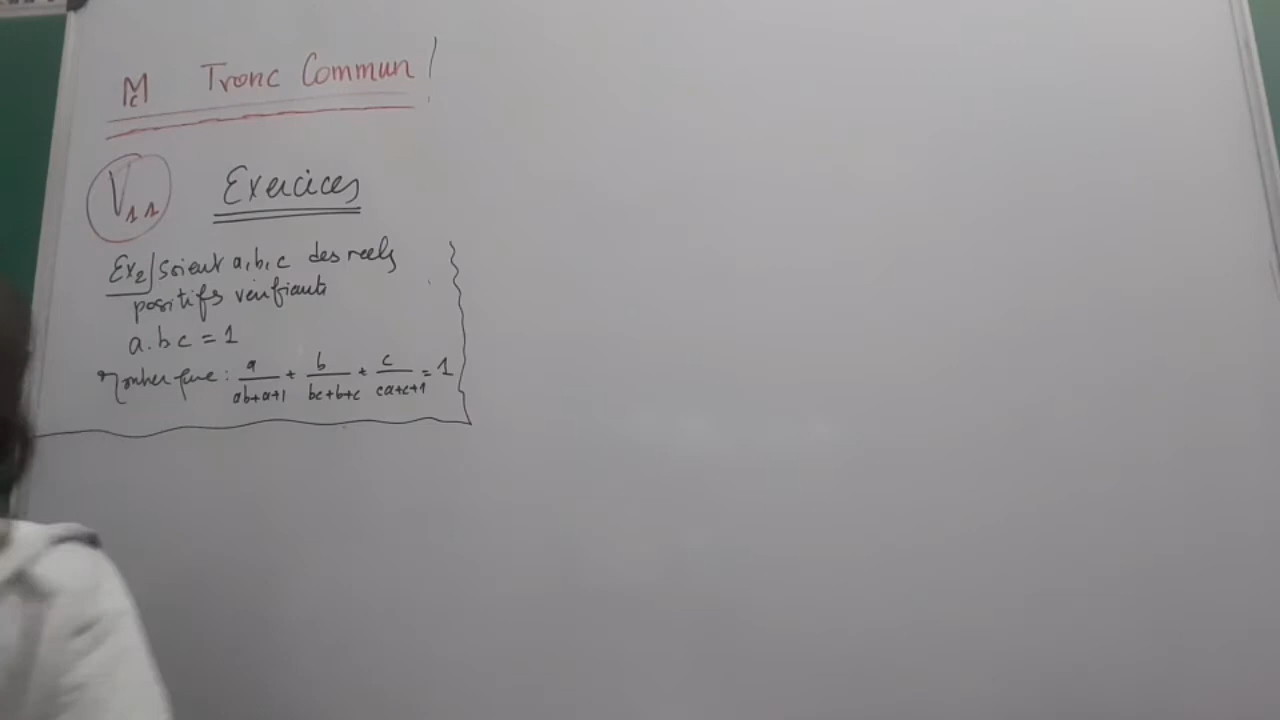 Mc Tronc Commun /
V11 Exercices
Ex2/ Soient a, b, c des reels
positifs verifiants
a.bc = 1
Montrer que : a/(ab+a+1) + b/(bc+b+c) + c/(ca+c+1) = 1